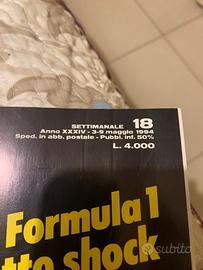 SETTIMANALE 18
Anno XXXIV - 3-9 maggio 1994
Sped. in abb. postale - Pubbl. inf. 50%
L. 4.000
Formula 1
tto shock
subito